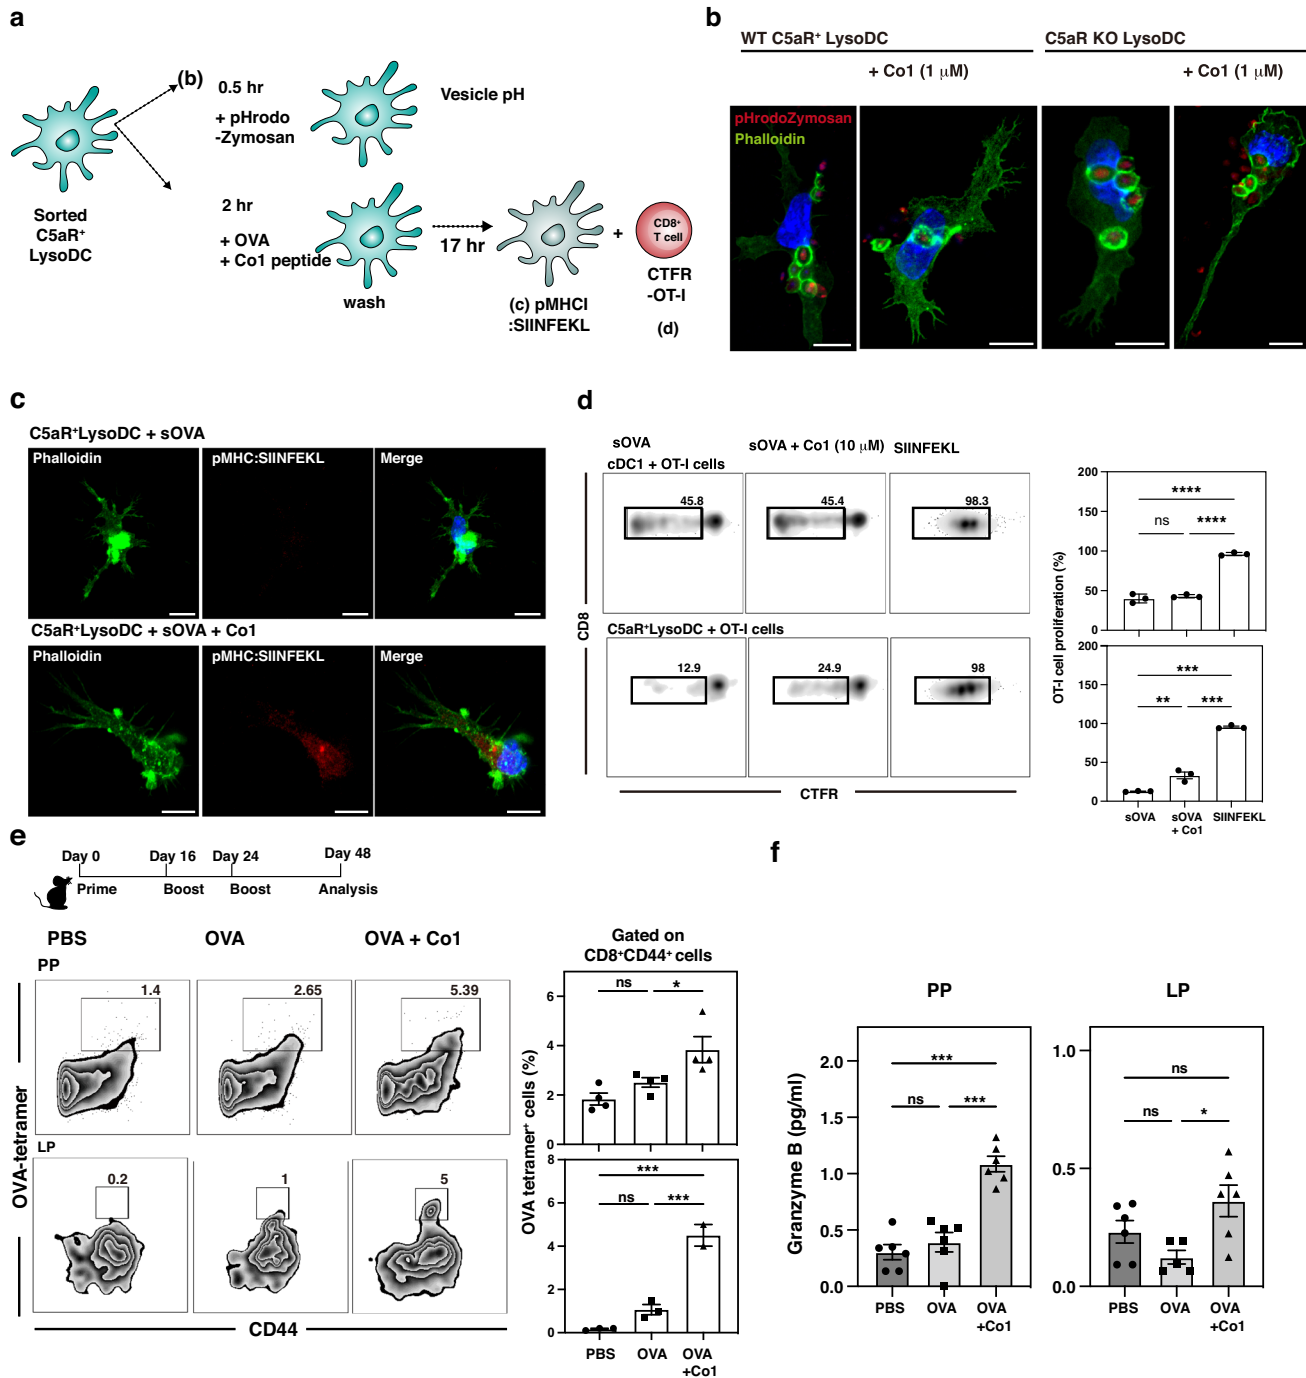 a
(b)
0.5 hr
+ pHrodo
-Zymosan
Vesicle pH
Sorted
C5aR⁺
LysoDC
2 hr
+ OVA
+ Co1 peptide
wash
17 hr
+
CD8⁺
T cell
(c) pMHCI
:SIINFEKL
CTFR
-OT-I
(d)
b
WT C5aR⁺ LysoDC
C5aR KO LysoDC
+ Co1 (1 μM)
+ Co1 (1 μM)
pHrodoZymosan
Phalloidin
c
C5aR⁺LysoDC + sOVA
Phalloidin
pMHC:SIINFEKL
Merge
C5aR⁺LysoDC + sOVA + Co1
Phalloidin
pMHC:SIINFEKL
Merge
d
sOVA
sOVA + Co1 (10 μM)
SIINFEKL
cDC1 + OT-I cells
45.8
45.4
98.3
C5aR⁺LysoDC + OT-I cells
12.9
24.9
98
CD8
CTFR
OT-I cell proliferation (%)
200
150
100
50
0
****
ns
****
200
150
100
50
0
***
**
***
sOVA
sOVA
+ Co1
SIINFEKL
e
Day 0
Day 16
Day 24
Day 48
Prime
Boost
Boost
Analysis
PBS
OVA
OVA + Co1
PP
1.4
2.65
5.39
LP
0.2
1
5
OVA-tetramer
CD44
Gated on
CD8⁺CD44⁺ cells
OVA tetramer⁺ cells (%)
6
4
2
0
ns
*
8
6
4
2
0
***
ns
***
PBS
OVA
OVA
+Co1
f
PP
Granzyme B (pg/ml)
2.0
1.5
1.0
0.5
0.0
***
ns
***
PBS
OVA
OVA
+Co1
LP
1.0
0.5
0.0
ns
ns
*
PBS
OVA
OVA
+Co1